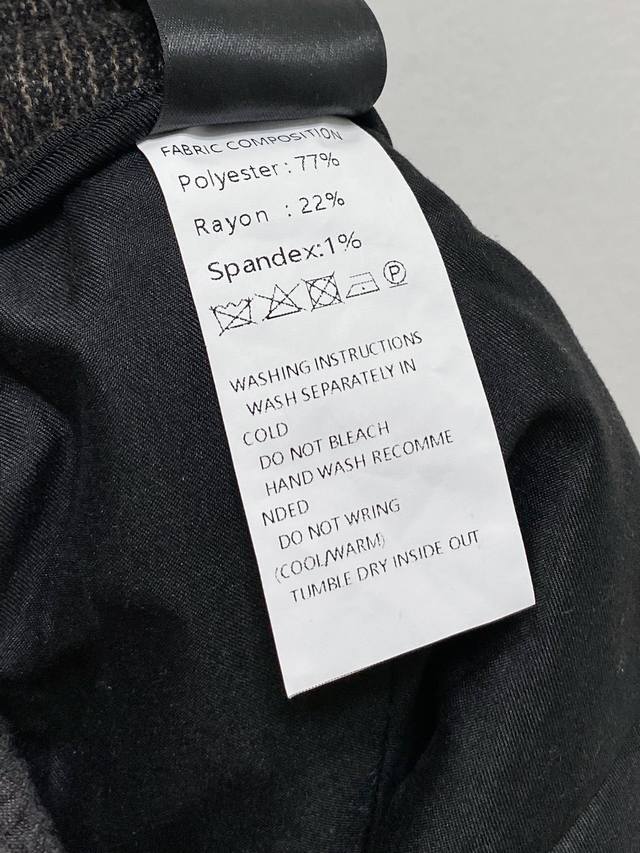 FABRIC COMPOSITION
Polyester : 77%
Rayon : 22%
Spandex:1%
P
WASHING INSTRUCTIONS
WASH SEPARATELY IN
COLD
DO NOT BLEACH
HAND WASH RECOMME
NDED
DO NOT WRING
(COOL/WARM)
TUMBLE DRY INSIDE OUT